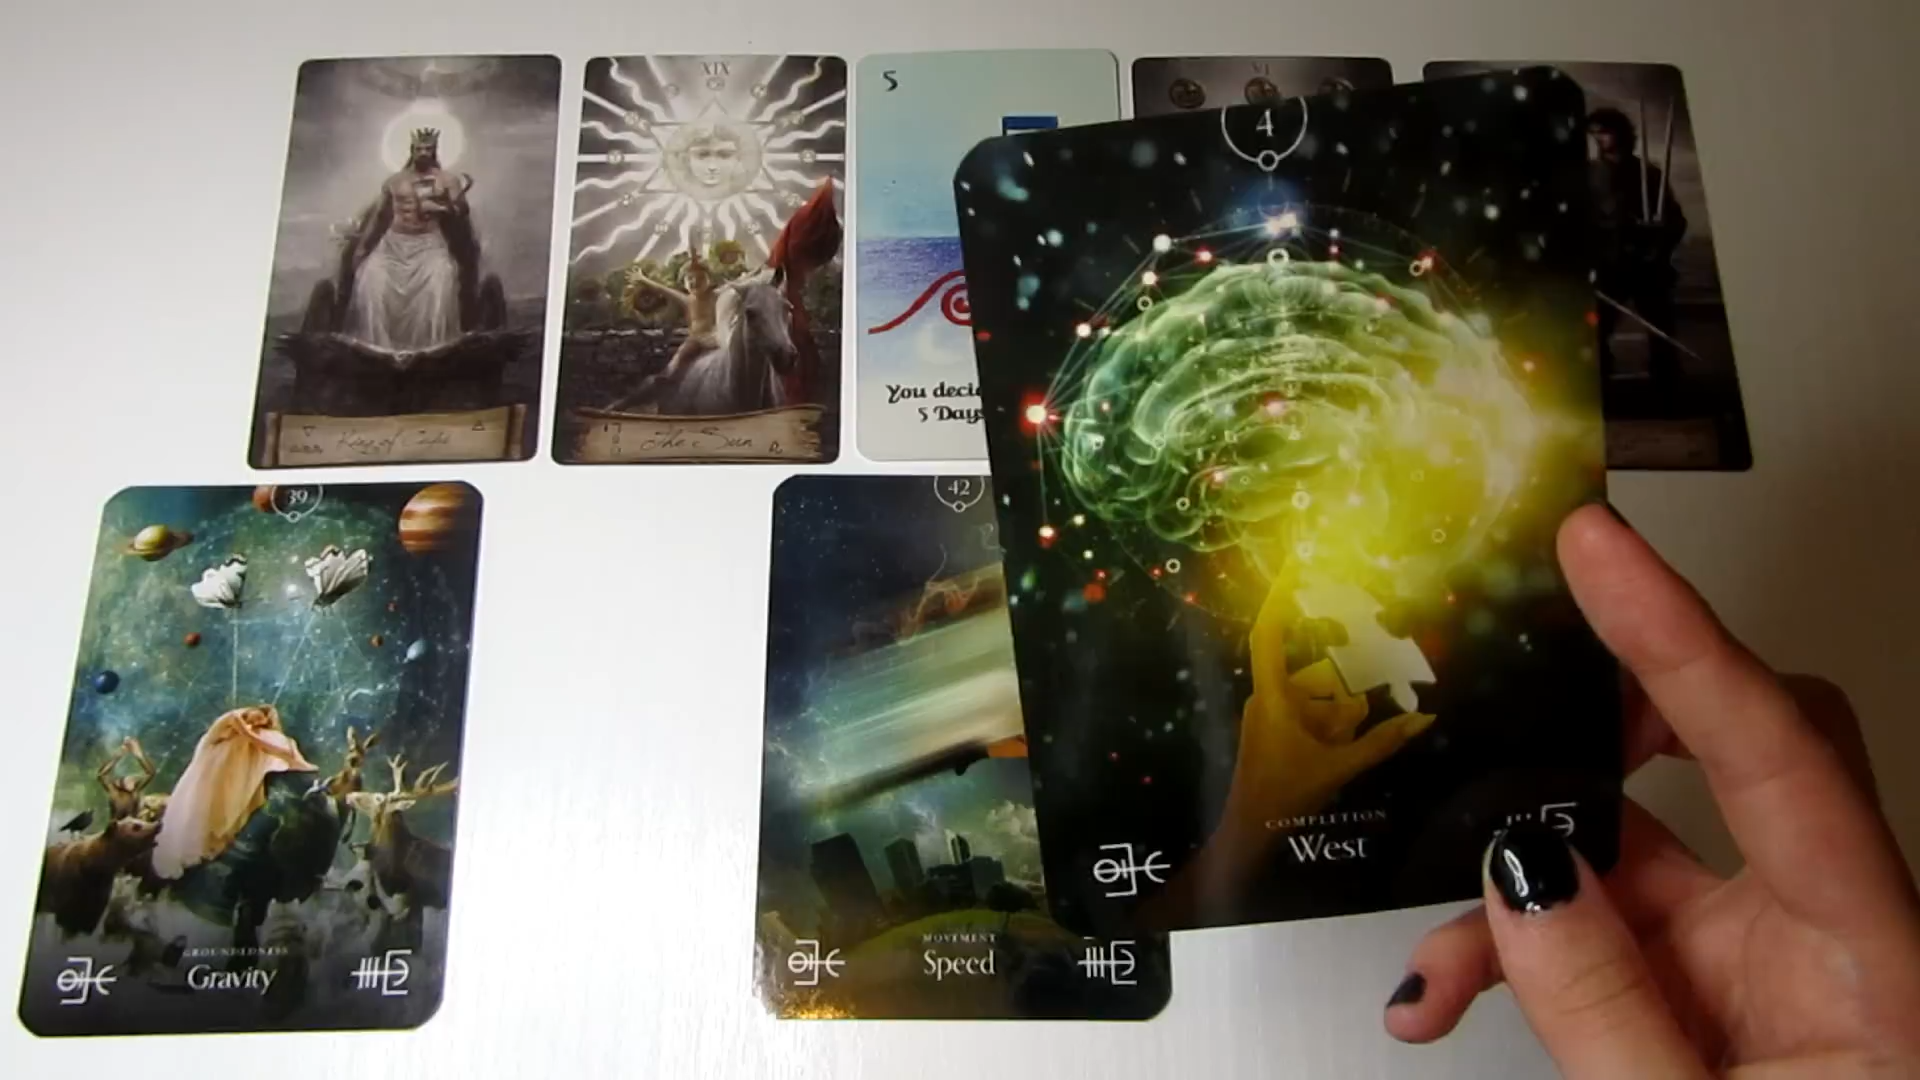 XIX
5
VI
4
King of Cups
The Sun
You deci
5 Days
39
42
COMPLETION
West
GROUNDEDNESS
Gravity
MOVEMENT
Speed